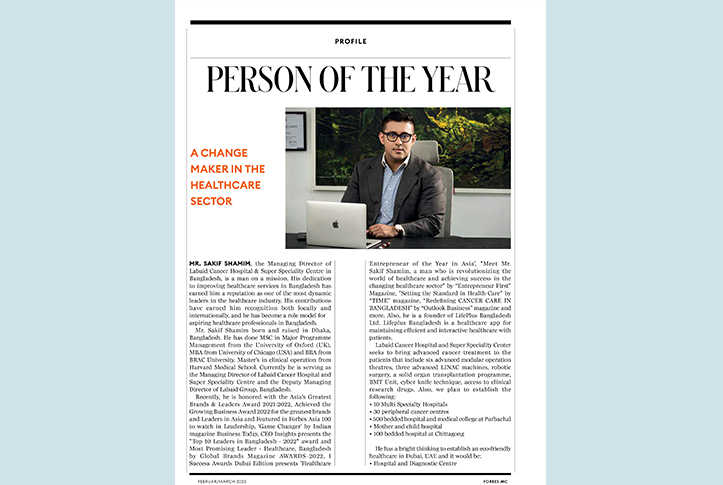 PROFILE
PERSON OF THE YEAR
A CHANGE
MAKER IN THE
HEALTHCARE
SECTOR
MR. SAKIF SHAMIM, the Managing Director of
Labaid Cancer Hospital & Super Speciality Centre in
Bangladesh, is a man on a mission. His dedication
to improving healthcare services in Bangladesh has
earned him a reputation as one of the most dynamic
leaders in the healthcare industry. His contributions
have earned him recognition both locally and
internationally, and he has become a role model for
aspiring healthcare professionals in Bangladesh.
Mr. Sakif Shamim born and raised in Dhaka,
Bangladesh. He has done MSC in Major Programme
Management from the University of Oxford (UK),
MBA from University of Chicago (USA) and BBA from
BRAC University. Master's in clinical operation from
Harvard Medical School. Currently he is serving as
the Managing Director of Labaid Cancer Hospital and
Super Speciality Centre and the Deputy Managing
Director of Labaid Group, Bangladesh.
Recently, he is honored with the Asia's Greatest
Brands & Leaders Award 2021-2022, Achieved the
Growing Business Award 2022 for the greatest brands
and Leaders in Asia and Featured in Forbes Asia 100
to watch in Leadership, 'Game Changer' by Indian
magazine Business Today, CEO Insights presents the
"Top 10 Leaders in Bangladesh - 2022" award and
Most Promising Leader - Healthcare, Bangladesh
by Global Brands Magazine AWARDS-2022, I
Success Awards Dubai Edition presents 'Healthcare
Entrepreneur of the Year in Asia', "Meet Mr.
Sakif Shamim, a man who is revolutionizing the
world of healthcare and achieving success in the
changing healthcare sector" by "Entrepreneur First"
Magazine, "Setting the Standard in Health Care" by
"TIME" magazine, "Redefining CANCER CARE IN
BANGLADESH" by "Outlook Business" magazine and
more. Also, he is a founder of LifePlus Bangladesh
Ltd. Lifeplus Bangladesh is a healthcare app for
maintaining efficient and interactive healthcare with
patients.
Labaid Cancer Hospital and Super Speciality Center
seeks to bring advanced cancer treatment to the
patients that include six advanced modular operation
theatres, three advanced LINAC machines, robotic
surgery, a solid organ transplantation programme,
BMT Unit, cyber knife technique, access to clinical
research drugs. Also, we plan to establish the
following:
• 10 Multi Specialty Hospitals
• 30 peripheral cancer centres
• 500 bedded hospital and medical college at Purbachal
• Mother and child hospital
• 100 bedded hospital at Chittagong
He has a bright thinking to establish an eco-friendly
healthcare in Dubai, UAE and it would be:
• Hospital and Diagnostic Centre
FEBRUAR/MARCH 2023
FORBES.MC